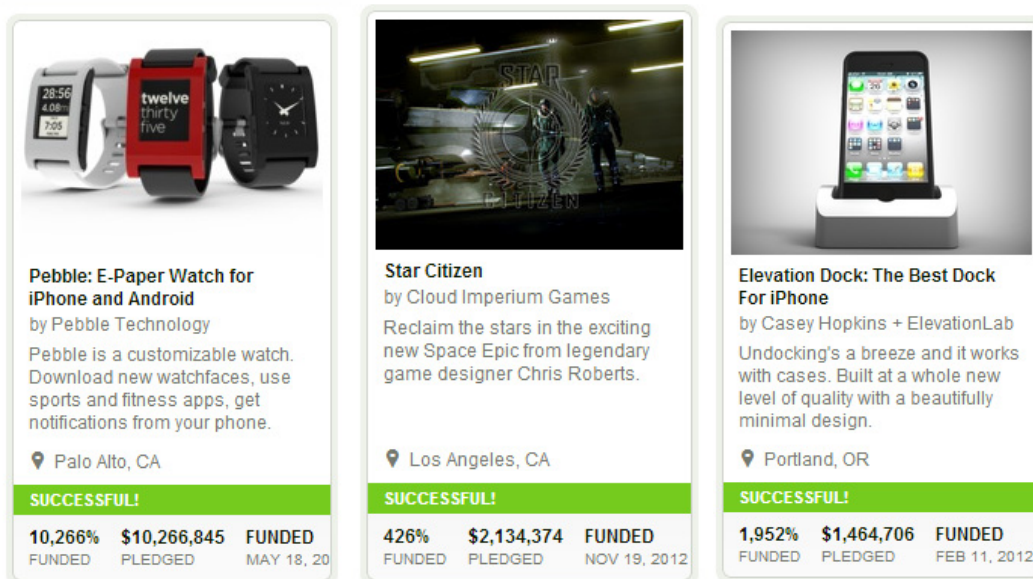 28:56
4.08
7:05
twelve
thirty
five
Pebble: E-Paper Watch for
iPhone and Android
by Pebble Technology
Pebble is a customizable watch.
Download new watchfaces, use
sports and fitness apps, get
notifications from your phone.
Palo Alto, CA
SUCCESSFUL!
10,266% $10,266,845 FUNDED
FUNDED PLEDGED MAY 18, 20
STAR
CITIZEN
Star Citizen
by Cloud Imperium Games
Reclaim the stars in the exciting
new Space Epic from legendary
game designer Chris Roberts.
Los Angeles, CA
SUCCESSFUL!
426% $2,134,374 FUNDED
FUNDED PLEDGED NOV 19, 2012
Elevation Dock: The Best Dock
For iPhone
by Casey Hopkins + ElevationLab
Undocking's a breeze and it works
with cases. Built at a whole new
level of quality with a beautifully
minimal design.
Portland, OR
SUCCESSFUL!
1,952% $1,464,706 FUNDED
FUNDED PLEDGED FEB 11, 2012